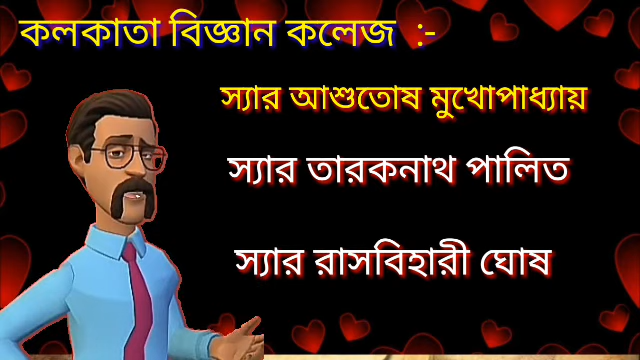 কলকাতা বিজ্ঞান কলেজ :-
স্যার আশুতোষ মুখোপাধ্যায়
স্যার তারকনাথ পালিত
স্যার রাসবিহারী ঘোষ